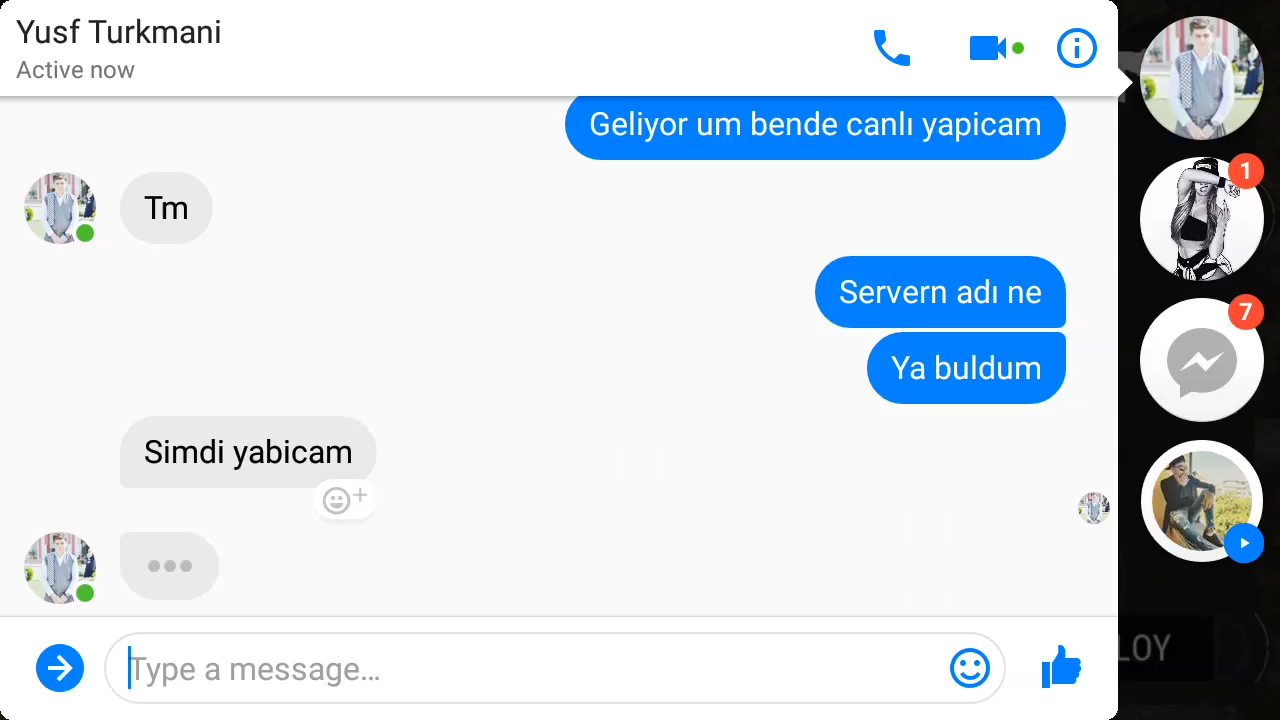 Yusf Turkmani
Active now
Geliyor um bende canlı yapicam
Tm
Servern adı ne
Ya buldum
Simdi yabicam
Type a message...
1
7
LOY